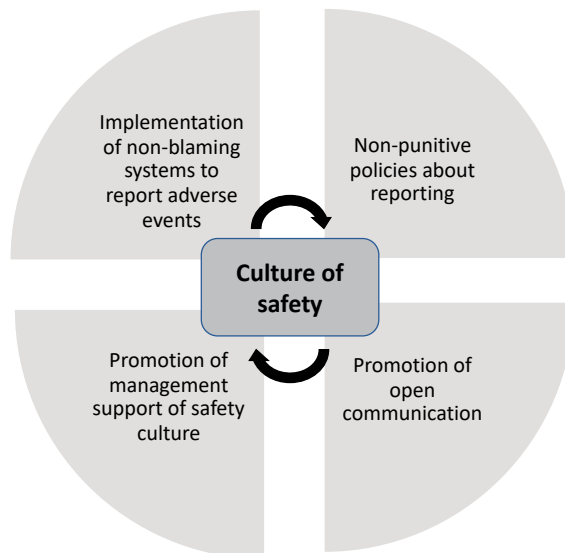 Implementation
of non-blaming
systems to
report adverse
events
Non-punitive
policies about
reporting
Culture of
safety
Promotion of
management
support of safety
culture
Promotion of
open
communication